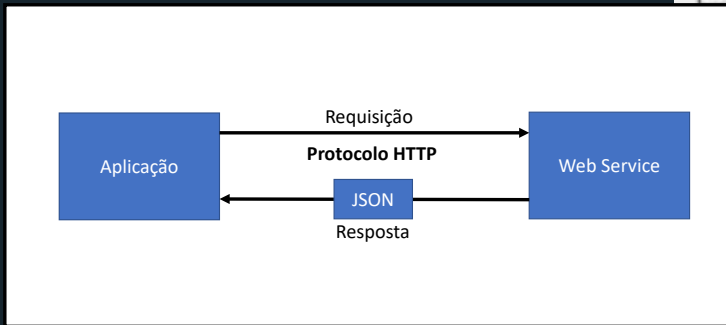 Requisição
Aplicação
Protocolo HTTP
Web Service
JSON
Resposta